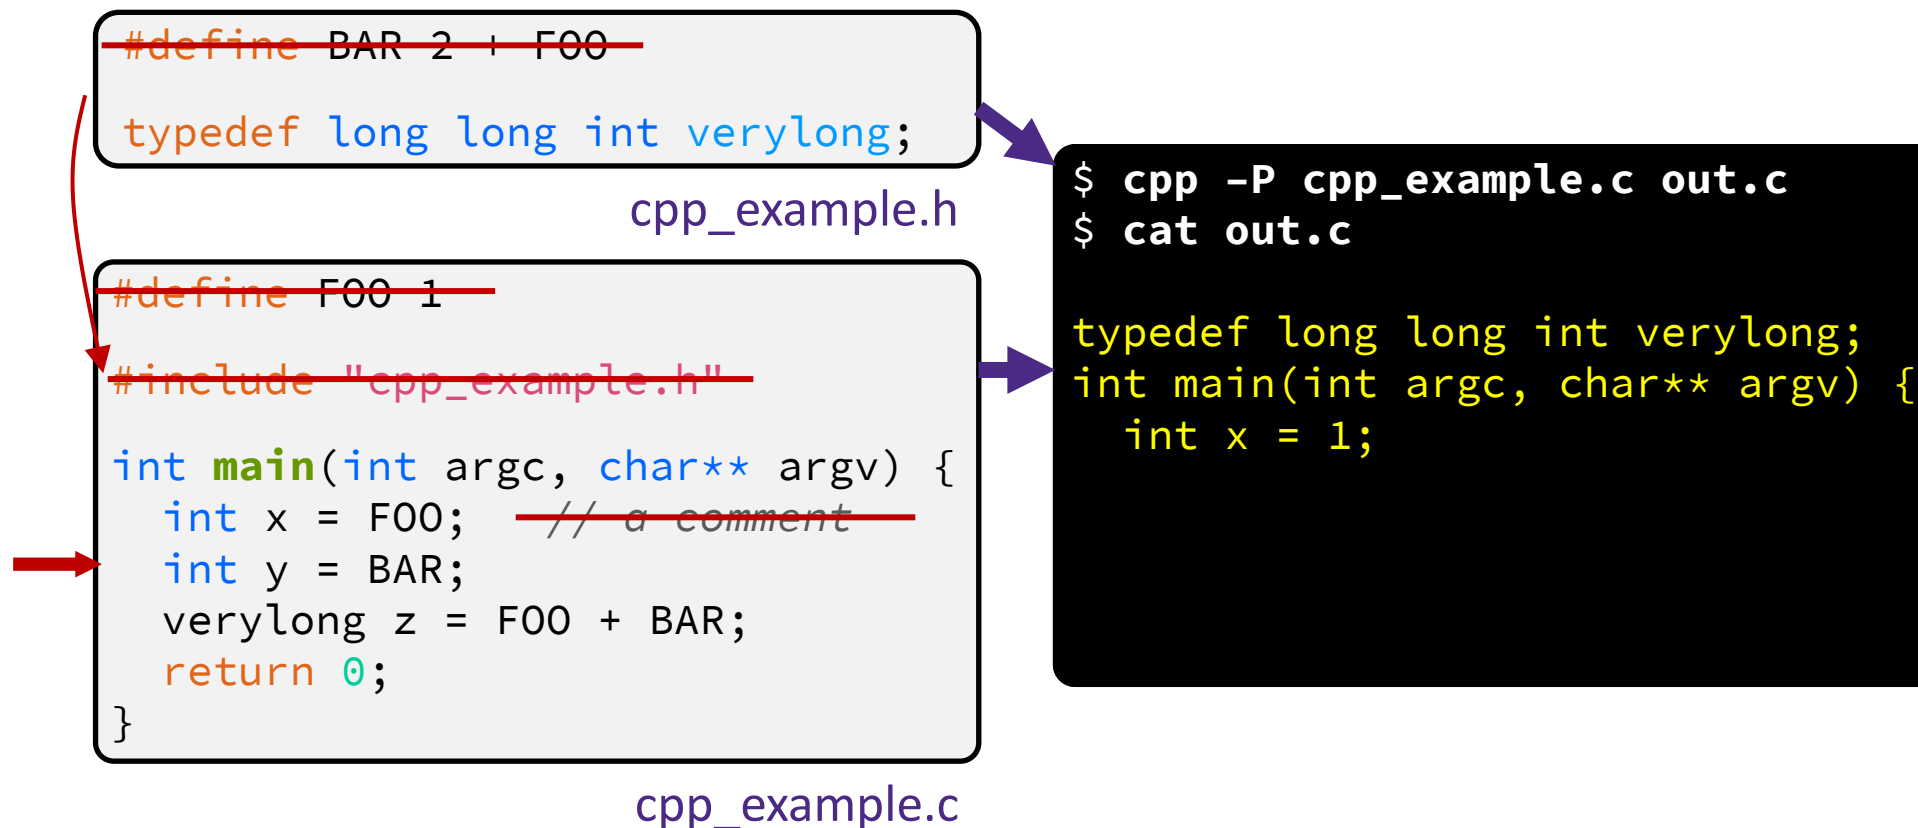 #define BAR 2 + FOO
typedef long long int verylong;
cpp_example.h
#define FOO 1
#include "cpp_example.h"
int main(int argc, char** argv) {
  int x = FOO;   // a comment
  int y = BAR;
  verylong z = FOO + BAR;
  return 0;
}
cpp_example.c
$ cpp –P cpp_example.c out.c
$ cat out.c
typedef long long int verylong;
int main(int argc, char** argv) {
  int x = 1;